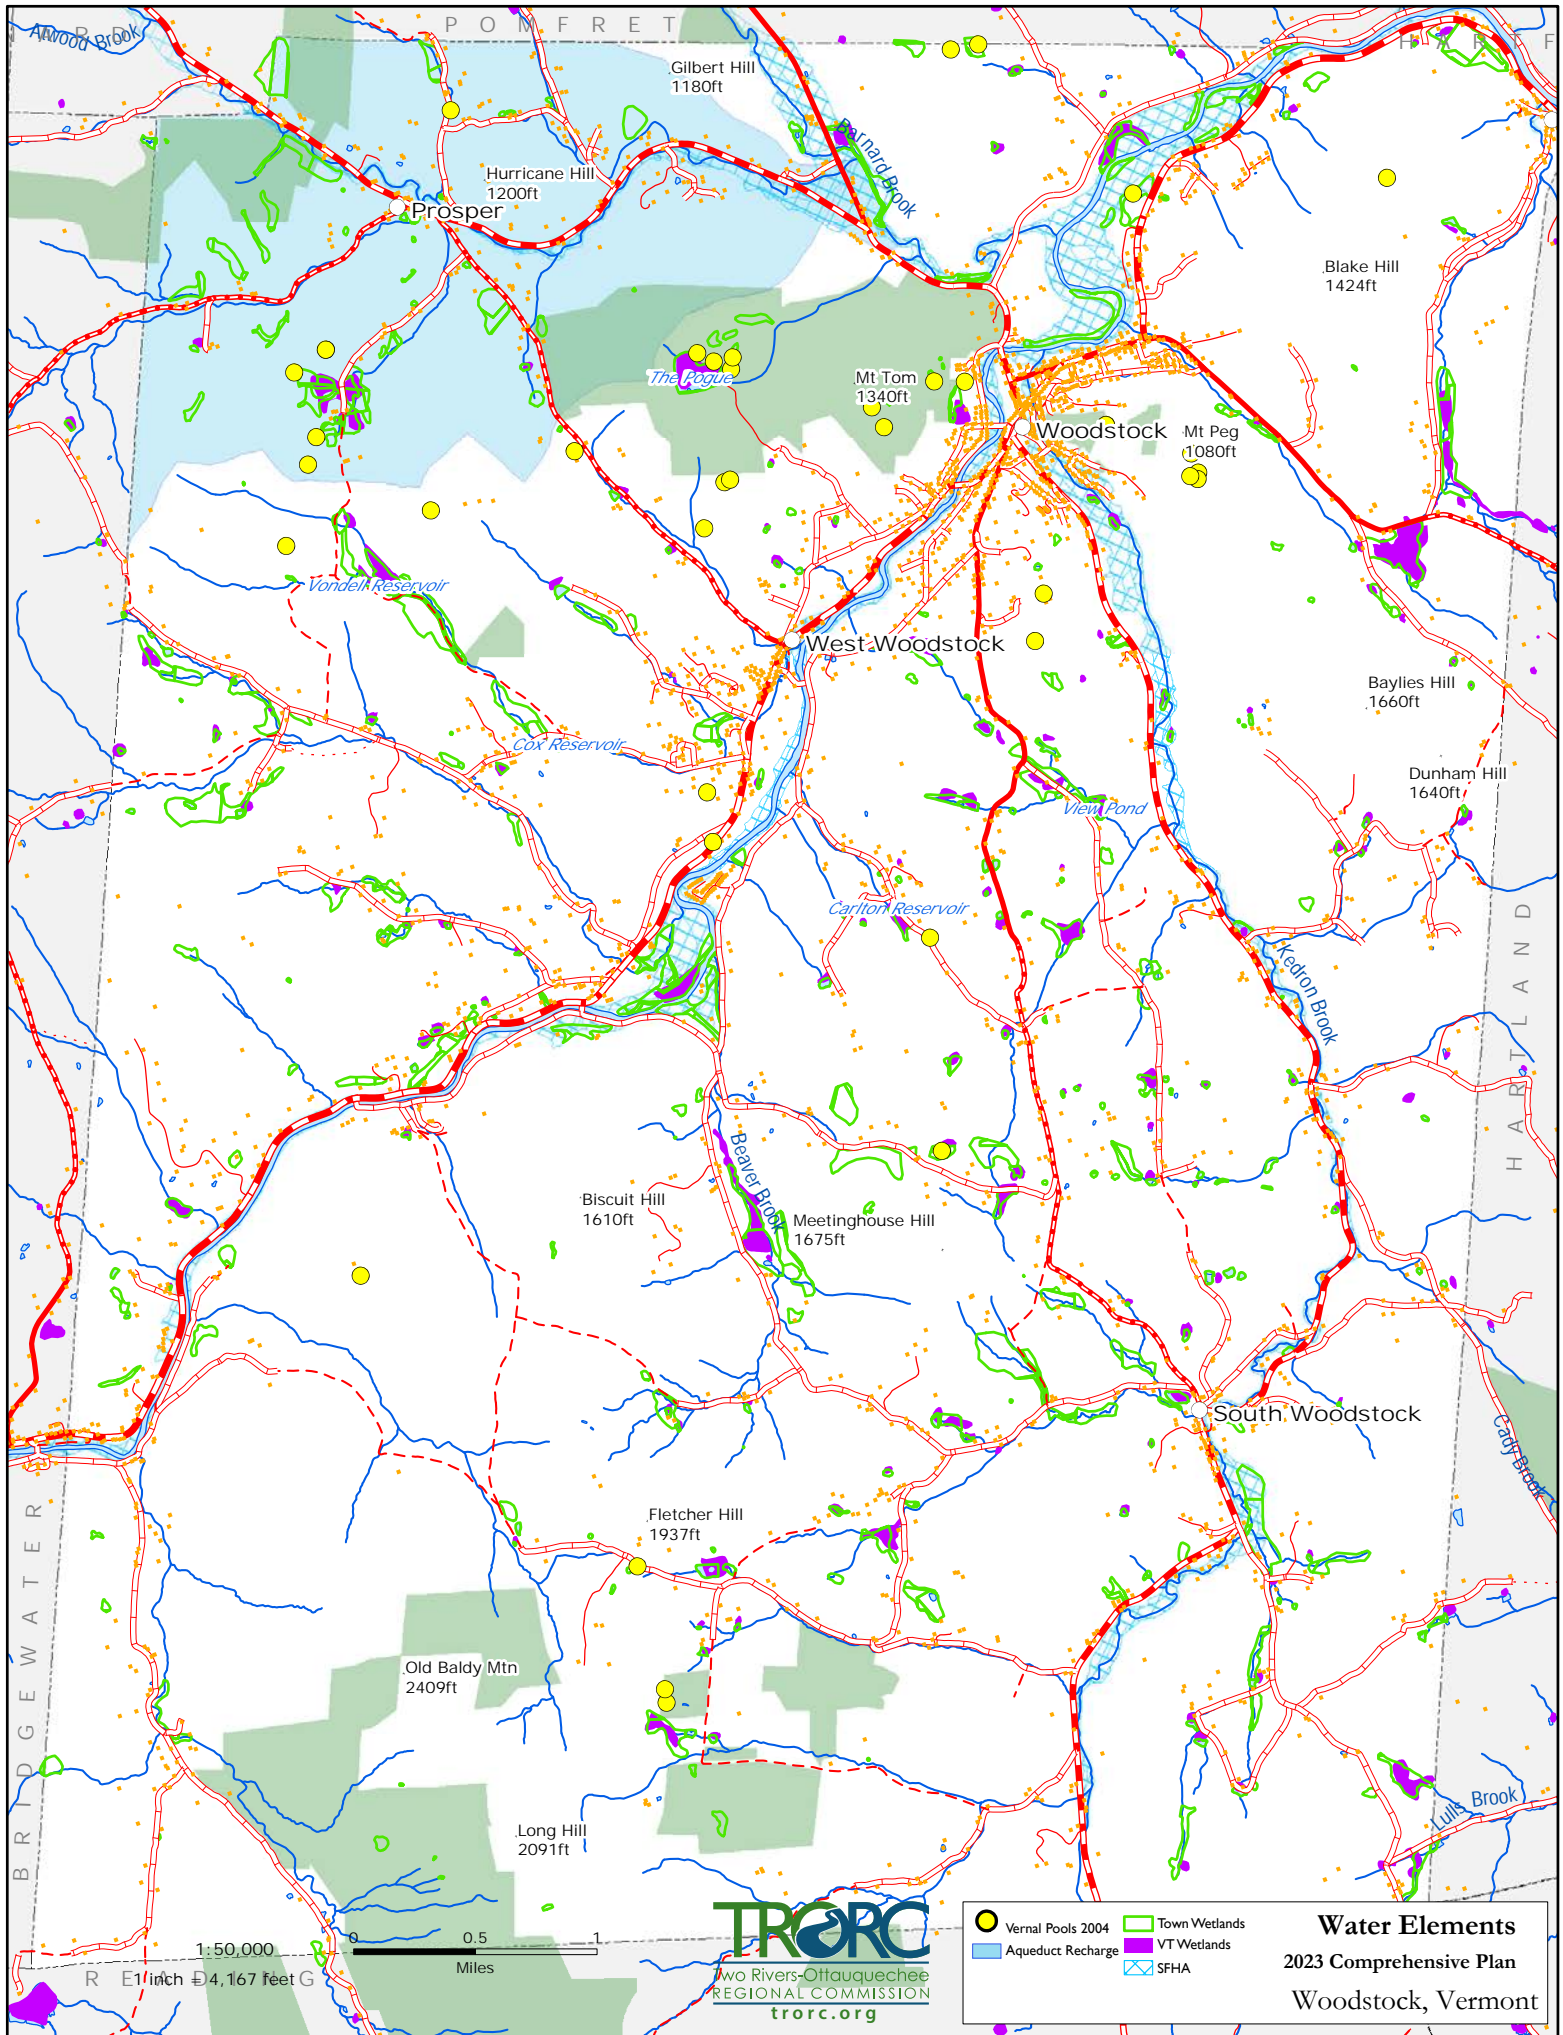 POMFRET
Atwood Brook
HARTF
Gilbert Hill
1180ft
Barnard Brook
Hurricane Hill
1200ft
Prosper
Blake Hill
1424ft
The Pogue
Mt Tom
1340ft
Woodstock
Mt Peg
1080ft
Vondell Reservoir
West Woodstock
Baylies Hill
1660ft
Cox Reservoir
Dunham Hill
1640ft
View Pond
Carlton Reservoir
HARTLAND
Kedron Brook
Beaver Brook
Biscuit Hill
1610ft
Meetinghouse Hill
1675ft
South Woodstock
Cady Brook
BRIDGEWATER
Fletcher Hill
1937ft
Old Baldy Mtn
2409ft
Long Hill
2091ft
Lulls Brook
READING
1:50,000
1 inch = 4,167 feet
0 0.5 1
Miles
TRORC
Two Rivers-Ottauquechee
REGIONAL COMMISSION
trorc.org
Vernal Pools 2004
Aqueduct Recharge
Town Wetlands
VT Wetlands
SFHA
Water Elements
2023 Comprehensive Plan
Woodstock, Vermont